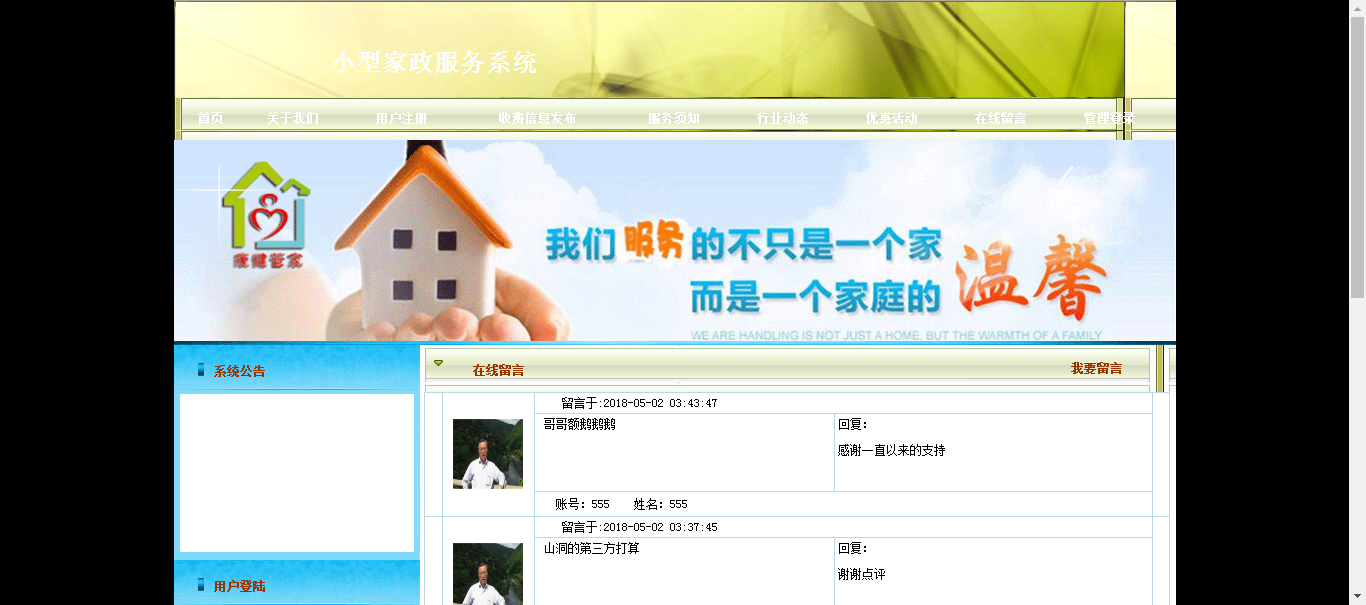 小型家政服务系统
首页 关于我们 用户注册 收费信息发布 服务须知 行业动态 优惠活动 在线留言 管理登录
康健管家
我们服务的不只是一个家
而是一个家庭的 温馨
WE ARE HANDLING IS NOT JUST A HOME, BUT THE WARMTH OF A FAMILY
系统公告
在线留言 我要留言
留言于:2018-05-02 03:43:47
哥哥额鹅鹅鹅 回复：
感谢一直以来的支持
账号：555 姓名：555
留言于:2018-05-02 03:37:45
山洞的第三方打算 回复：
谢谢点评
用户登陆